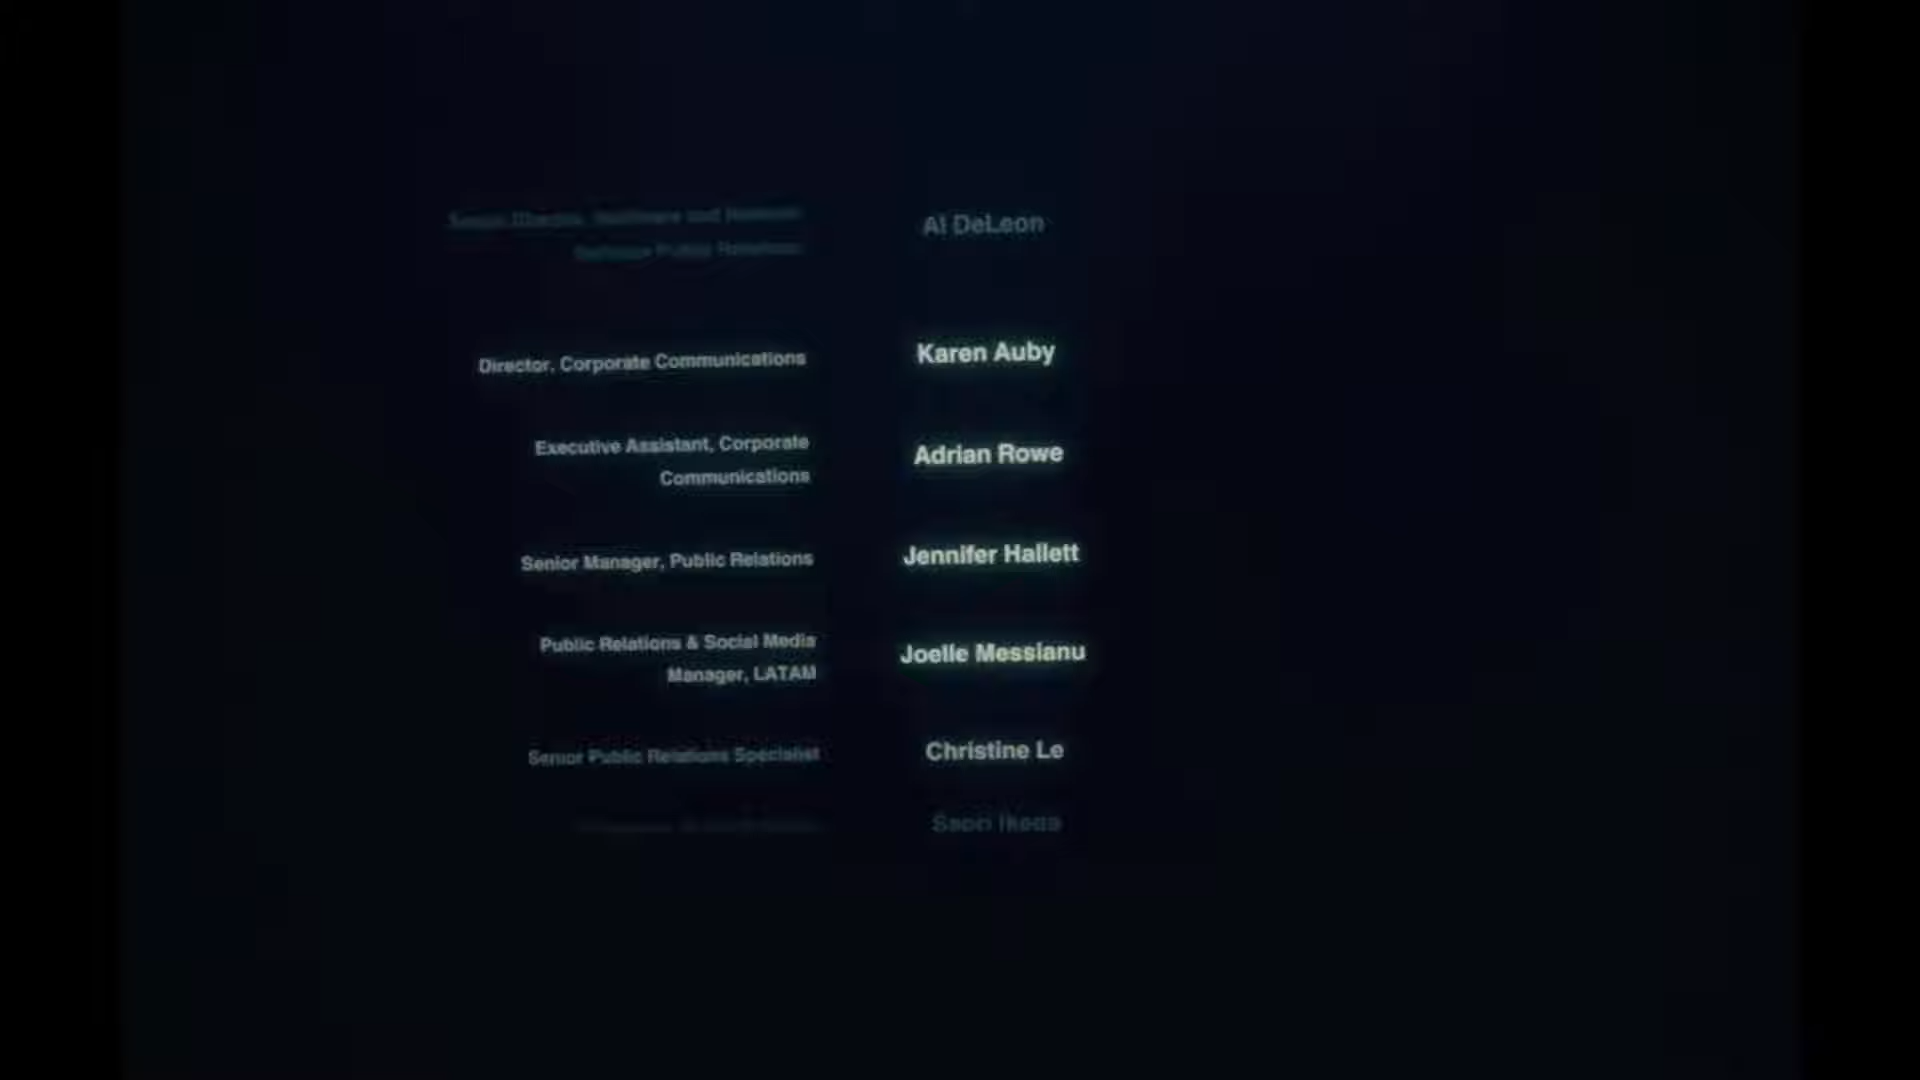 Al DeLeon
Director, Corporate Communications
Karen Auby
Executive Assistant, Corporate
Communications
Adrian Rowe
Senior Manager, Public Relations
Jennifer Hallett
Public Relations & Social Media
Manager, LATAM
Joelle Messianu
Senior Public Relations Specialist
Christine Le